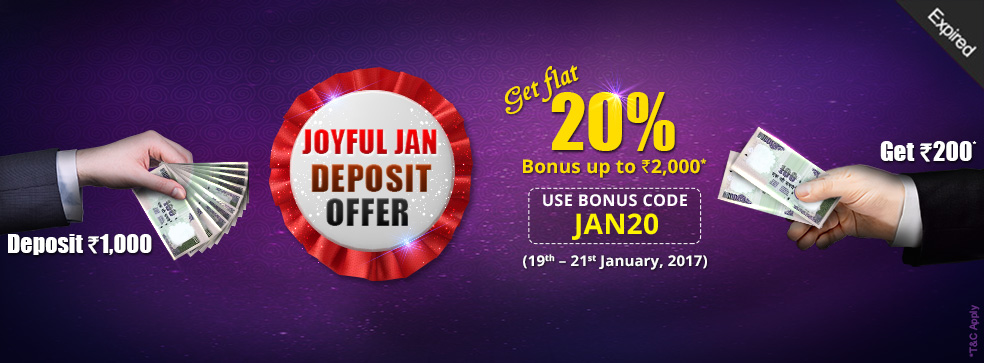 Expired
Deposit ₹1,000
JOYFUL JAN
DEPOSIT
OFFER
Get flat
20%
Bonus up to ₹2,000*
USE BONUS CODE
JAN20
(19th – 21st January, 2017)
Get ₹200*
*T&C Apply